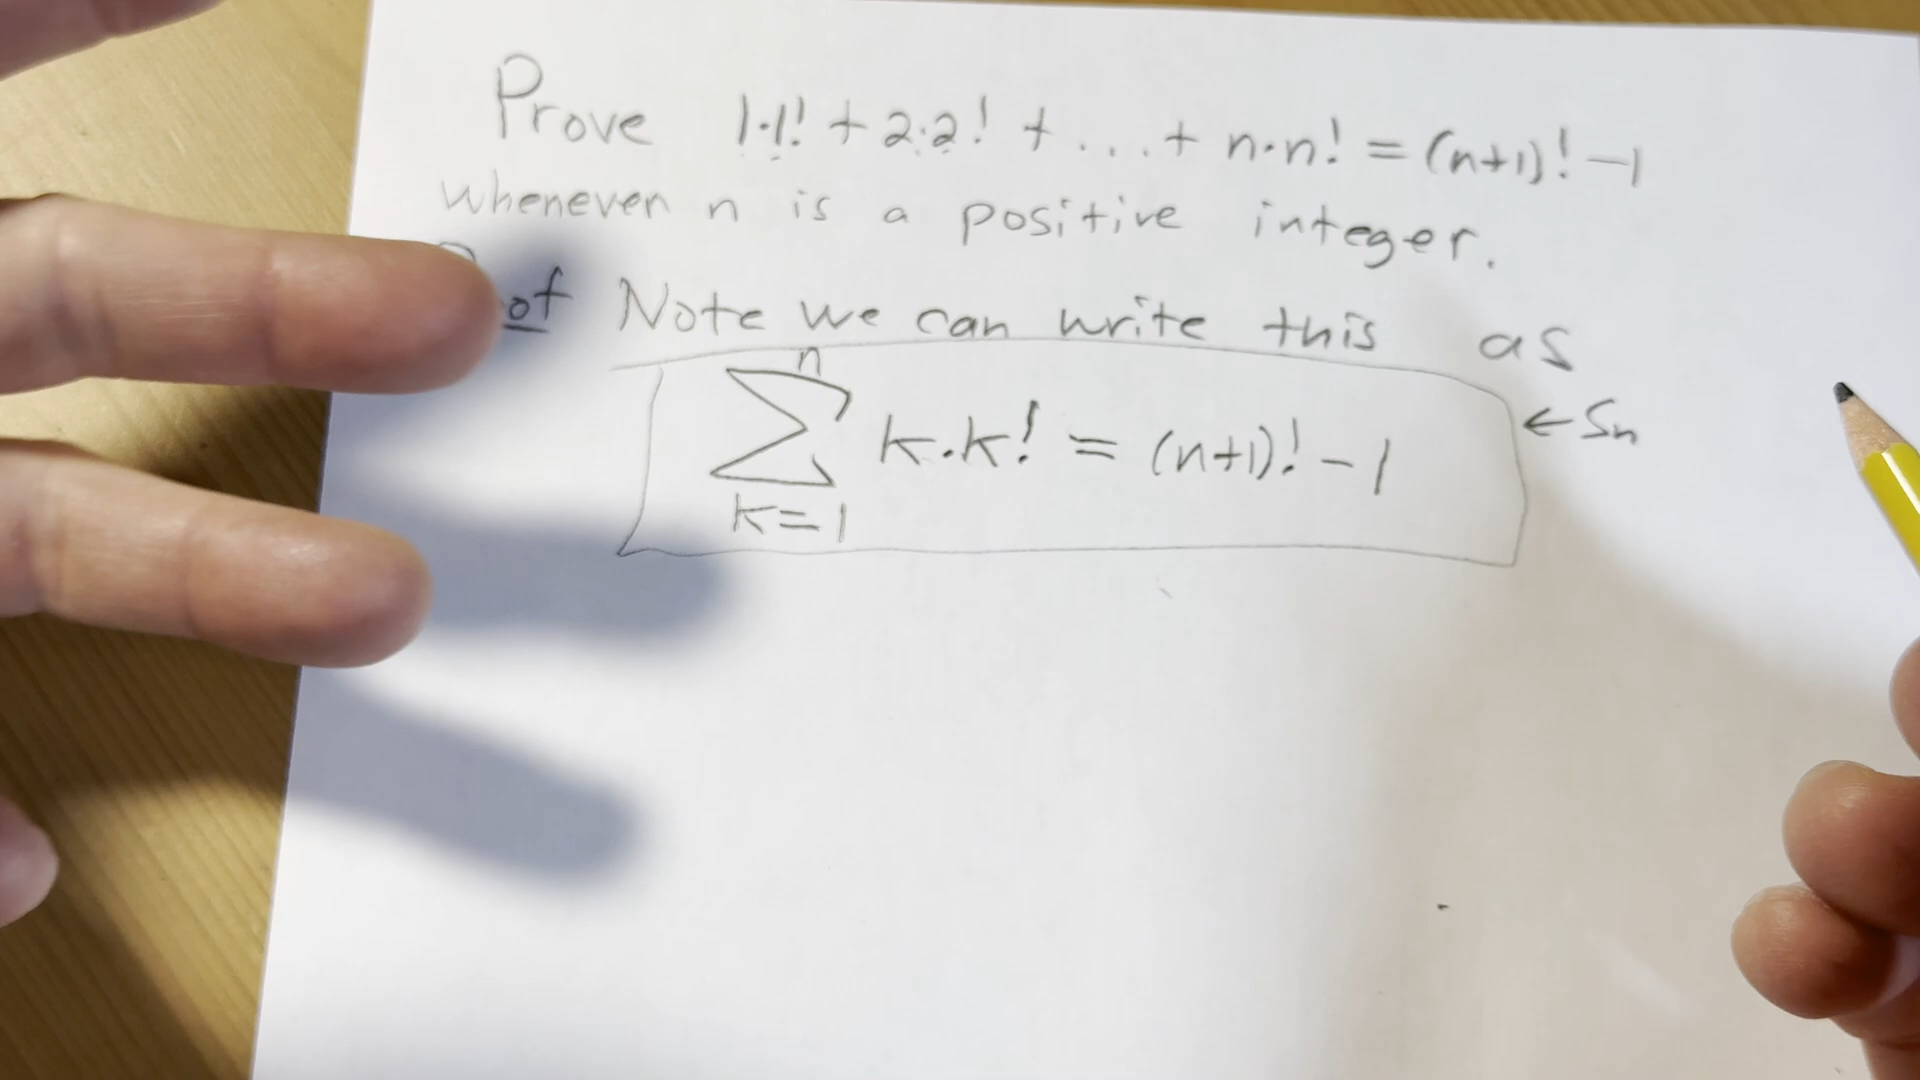 Prove 1·1! + 2·2! + ... + n·n! = (n+1)! - 1
whenever n is a positive integer.
Note we can write this as
n
∑ k·k! = (n+1)! - 1 ← Sn
k=1